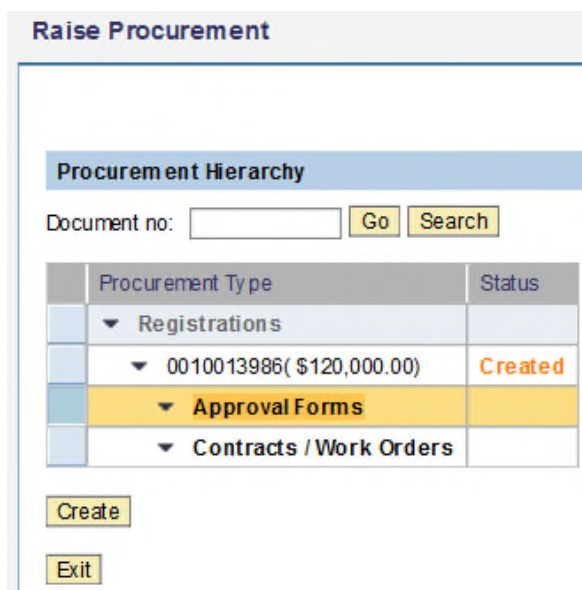 Raise Procurement
Procurement Hierarchy
Document no: Go Search
Procurement Type Status
Registrations
0010013986( $120,000.00) Created
Approval Forms
Contracts / Work Orders
Create
Exit